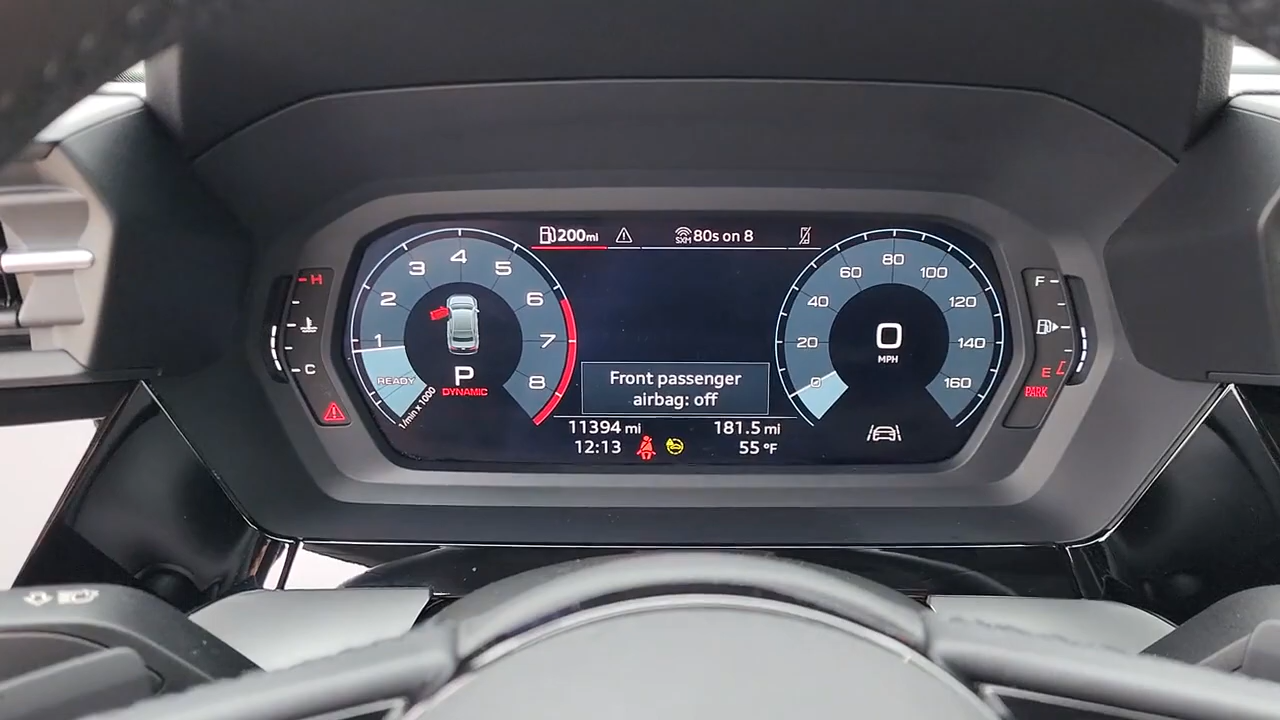 200mi
SXM 80s on 8
H
C
1
2
3
4
5
6
7
8
READY
1/min x 1000
P
DYNAMIC
Front passenger
airbag: off
11394 mi
181.5 mi
12:13
55 °F
0
20
40
60
80
100
120
140
160
0
MPH
F
E
PARK